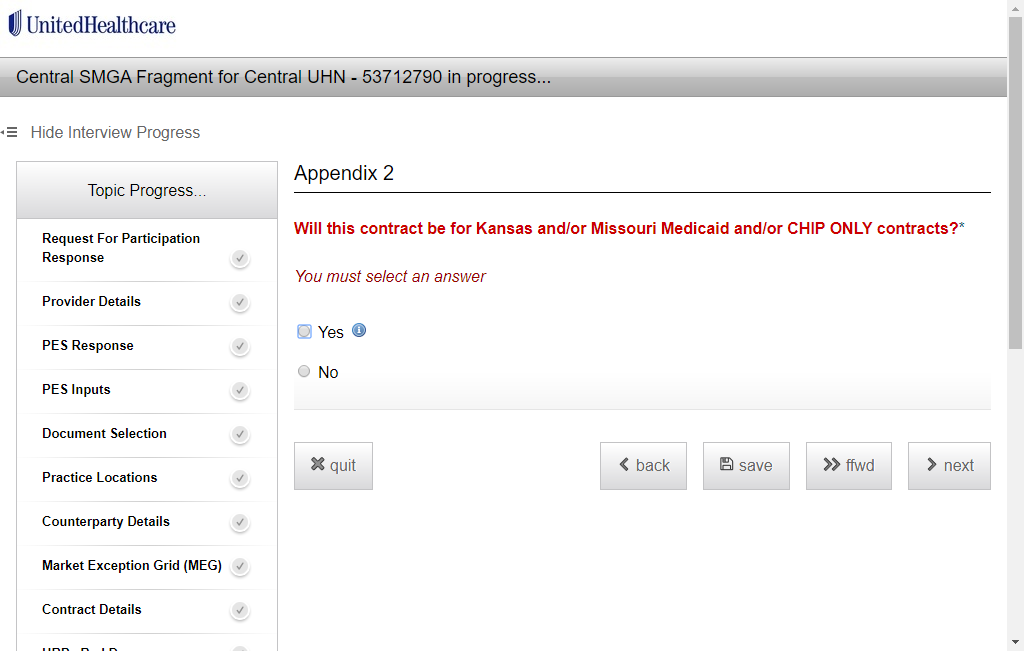 UnitedHealthcare
Central SMGA Fragment for Central UHN - 53712790 in progress...
Hide Interview Progress
Topic Progress...
Request For Participation
Response
Provider Details
PES Response
PES Inputs
Document Selection
Practice Locations
Counterparty Details
Market Exception Grid (MEG)
Contract Details
Appendix 2
Will this contract be for Kansas and/or Missouri Medicaid and/or CHIP ONLY contracts?*
You must select an answer
Yes
No
quit
back
save
ffwd
next